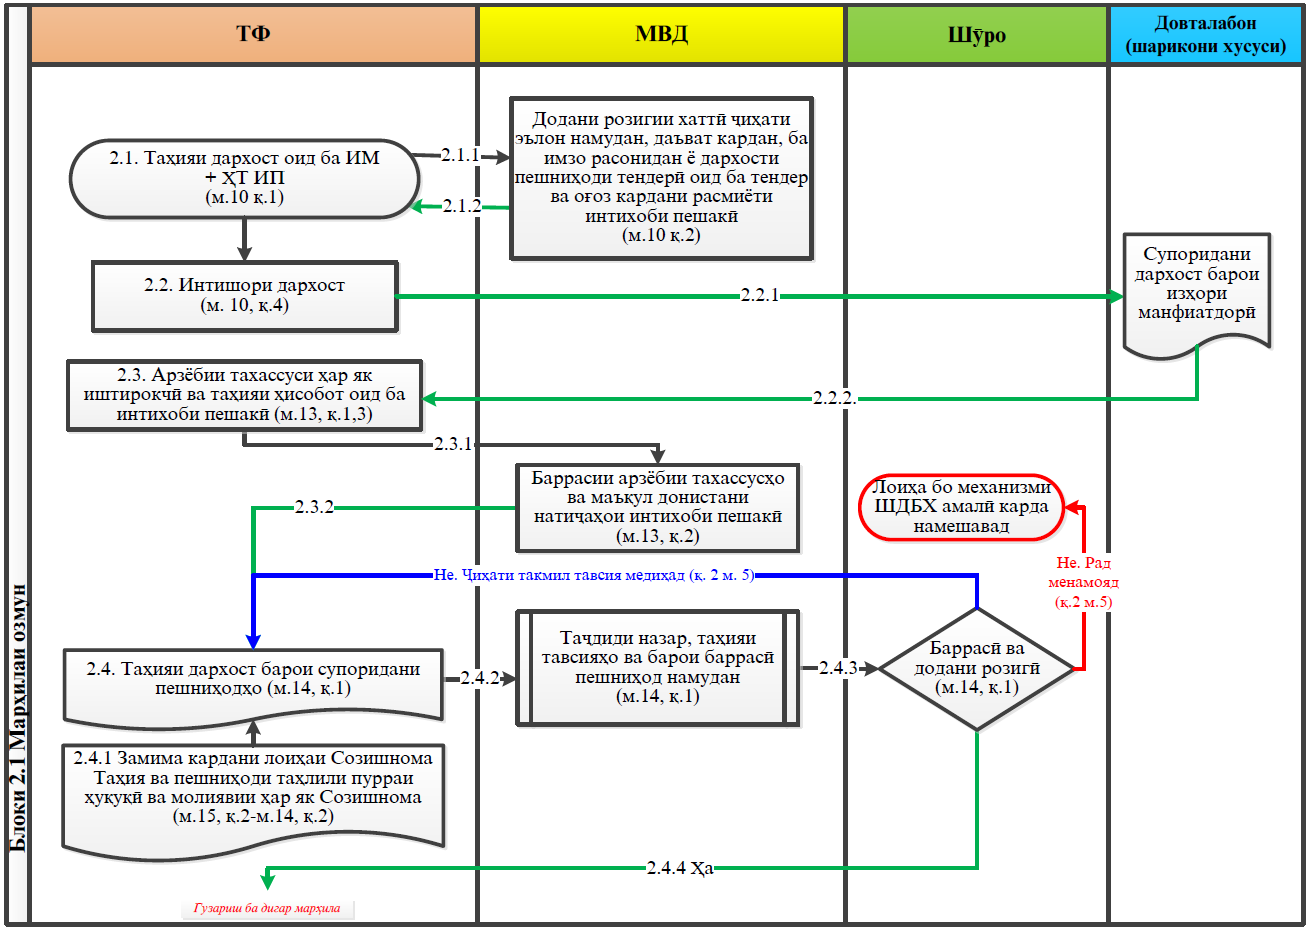 ТФ
МВД
Шӯро
Довталабон
(шарикони хусуси)
Блоки 2.1 Марҳилаи озмун
2.1. Таҳияи дархост оид ба ИМ
+ ҲТ ИП
(м.10 қ.1)
2.1.1
2.1.2
Додани розигии хаттӣ ҷиҳати
эълон намудан, даъват кардан, ба
имзо расонидан ё дархости
пешниҳоди тендерӣ оид ба тендер
ва оғоз кардани расмиёти
интихоби пешакӣ
(м.10 қ.2)
2.2. Интишори дархост
(м. 10, қ.4)
2.2.1
Супоридани
дархост барои
изҳори
манфиатдорӣ
2.3. Арзёбии тахассуси ҳар як
иштирокчӣ ва таҳияи ҳисобот оид ба
интихоби пешакӣ (м.13, қ.1,3)
2.2.2.
2.3.1
Баррасии арзёбии тахассусҳо
ва маъқул донистани
натиҷаҳои интихоби пешакӣ
(м.13, қ.2)
2.3.2
Лоиҳа бо механизми
ШДБХ амалӣ карда
намешавад
Не. Ҷиҳати такмил тавсия медиҳад (қ. 2 м. 5)
Не. Рад
менамояд
(қ.2 м.5)
2.4. Таҳияи дархост барои супоридани
пешниҳодҳо (м.14, қ.1)
2.4.2
Таҷдиди назар, таҳияи
тавсияҳо ва барои баррасӣ
пешниҳод намудан
(м.14, қ.1)
2.4.3
Баррасӣ ва
додани розигӣ
(м.14, қ.1)
2.4.1 Замима кардани лоиҳаи Созишнома
Таҳия ва пешниҳоди таҳлили пурраи
ҳуқуқӣ ва молиявии ҳар як Созишнома
(м.15, қ.2-м.14, қ.2)
2.4.4 Ҳа
Гузариш ба дигар марҳила